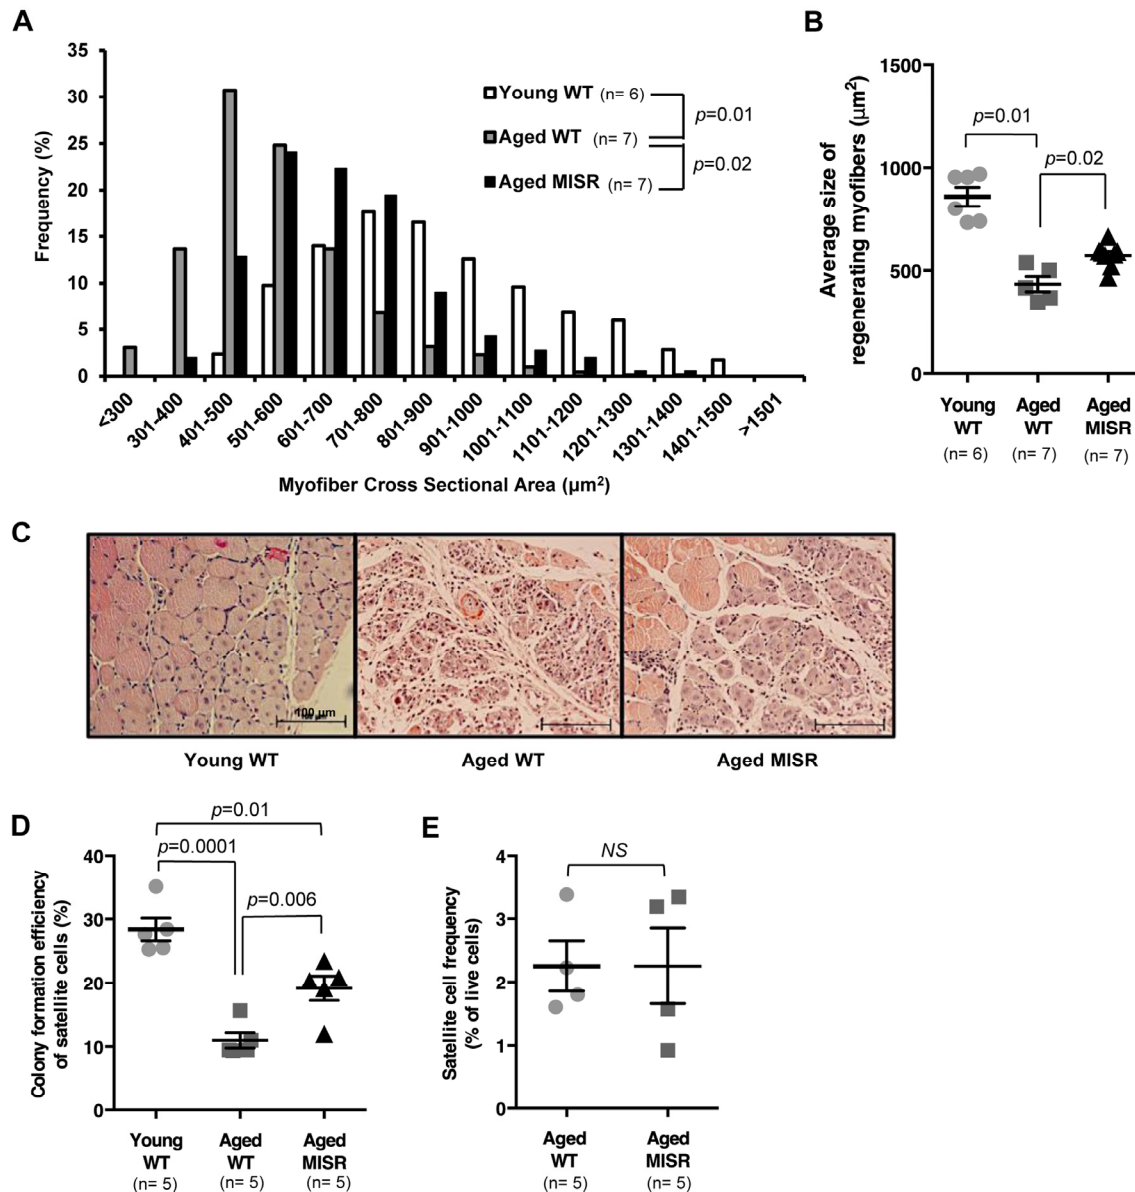 A
35
30
25
20
15
10
5
0
Frequency (%)
Young WT (n= 6)
Aged WT (n= 7)
Aged MISR (n= 7)
p=0.01
p=0.02
<300
301-400
401-500
501-600
601-700
701-800
801-900
901-1000
1001-1100
1101-1200
1201-1300
1301-1400
1401-1500
>1501
Myofiber Cross Sectional Area (µm²)
B
Average size of
regenerating myofibers (µm²)
1500
1000
500
0
p=0.01
p=0.02
Young
WT
(n= 6)
Aged
WT
(n= 7)
Aged
MISR
(n= 7)
C
100 µm
Young WT
Aged WT
Aged MISR
D
Colony formation efficiency
of satellite cells (%)
40
30
20
10
0
p=0.01
p=0.0001
p=0.006
Young
WT
(n= 5)
Aged
WT
(n= 5)
Aged
MISR
(n= 5)
E
Satellite cell frequency
(% of live cells)
4
3
2
1
0
NS
Aged
WT
(n= 5)
Aged
MISR
(n= 5)